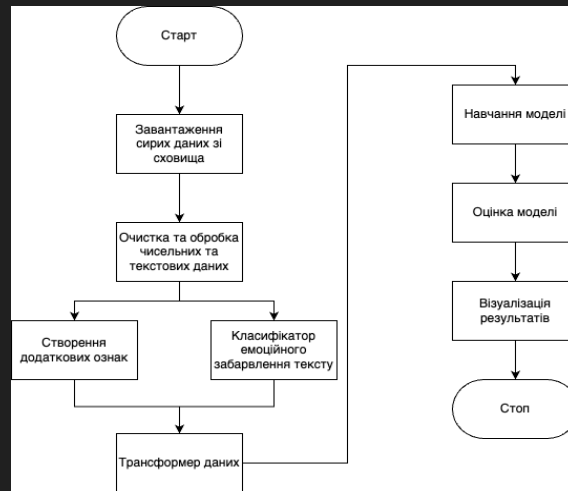 Старт
Завантаження
сирих даних зі
сховища
Очистка та обробка
чисельних та
текстових даних
Створення
додаткових ознак
Класифікатор
емоційного
забарвлення тексту
Трансформер даних
Навчання моделі
Оцінка моделі
Візуалізація
результатів
Стоп